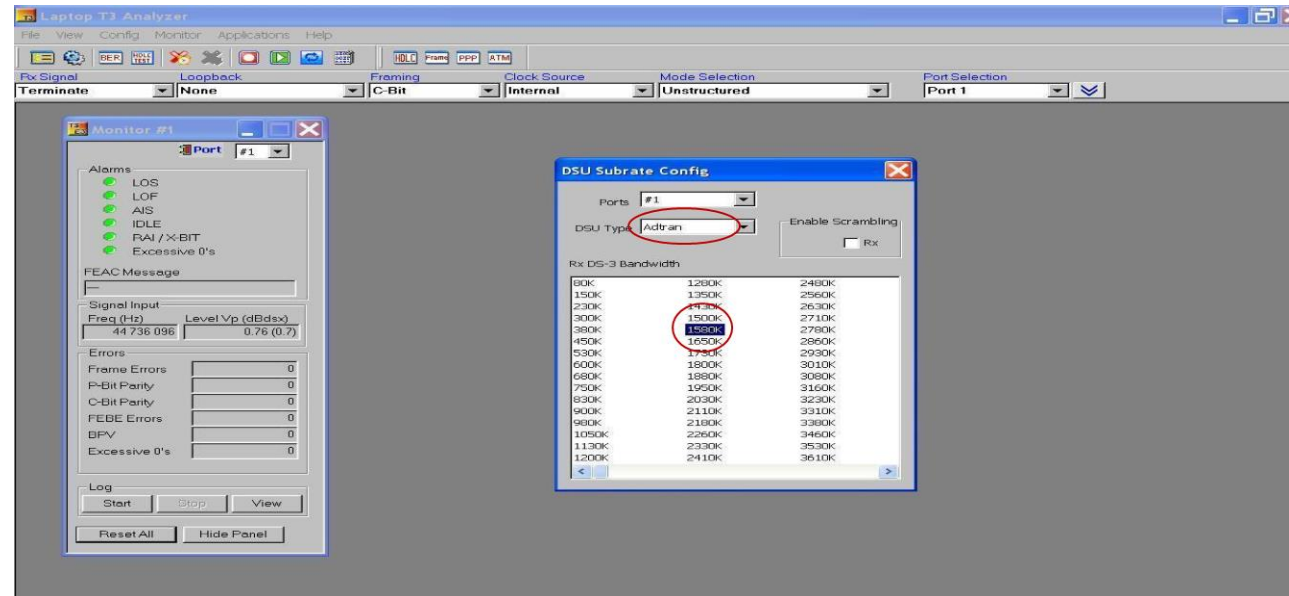 Laptop T3 Analyzer
File View Config Monitor Applications Help
BER HDLC TEST HDLC Frame PPP ATM
Rx Signal Loopback Framing Clock Source Mode Selection Port Selection
Terminate None C-Bit Internal Unstructured Port 1
Monitor #1
Port #1
Alarms
LOS
LOF
AIS
IDLE
RAI / X-BIT
Excessive 0's
FEAC Message
---
Signal Input
Freq (Hz) Level Vp (dBdsx)
44 736 096 0.76 (0.7)
Errors
Frame Errors 0
P-Bit Parity 0
C-Bit Parity 0
FEBE Errors 0
BPV 0
Excessive 0's 0
Log
Start Stop View
Reset All Hide Panel
DSU Subrate Config
Ports #1
DSU Type Adtran Enable Scrambling
Rx
Rx DS-3 Bandwidth
80K 1280K 2480K
150K 1350K 2560K
230K 1430K 2630K
300K 1500K 2710K
380K 1580K 2780K
450K 1650K 2860K
530K 1730K 2930K
600K 1800K 3010K
680K 1880K 3080K
750K 1950K 3160K
830K 2030K 3230K
900K 2110K 3310K
980K 2180K 3380K
1050K 2260K 3460K
1130K 2330K 3530K
1200K 2410K 3610K